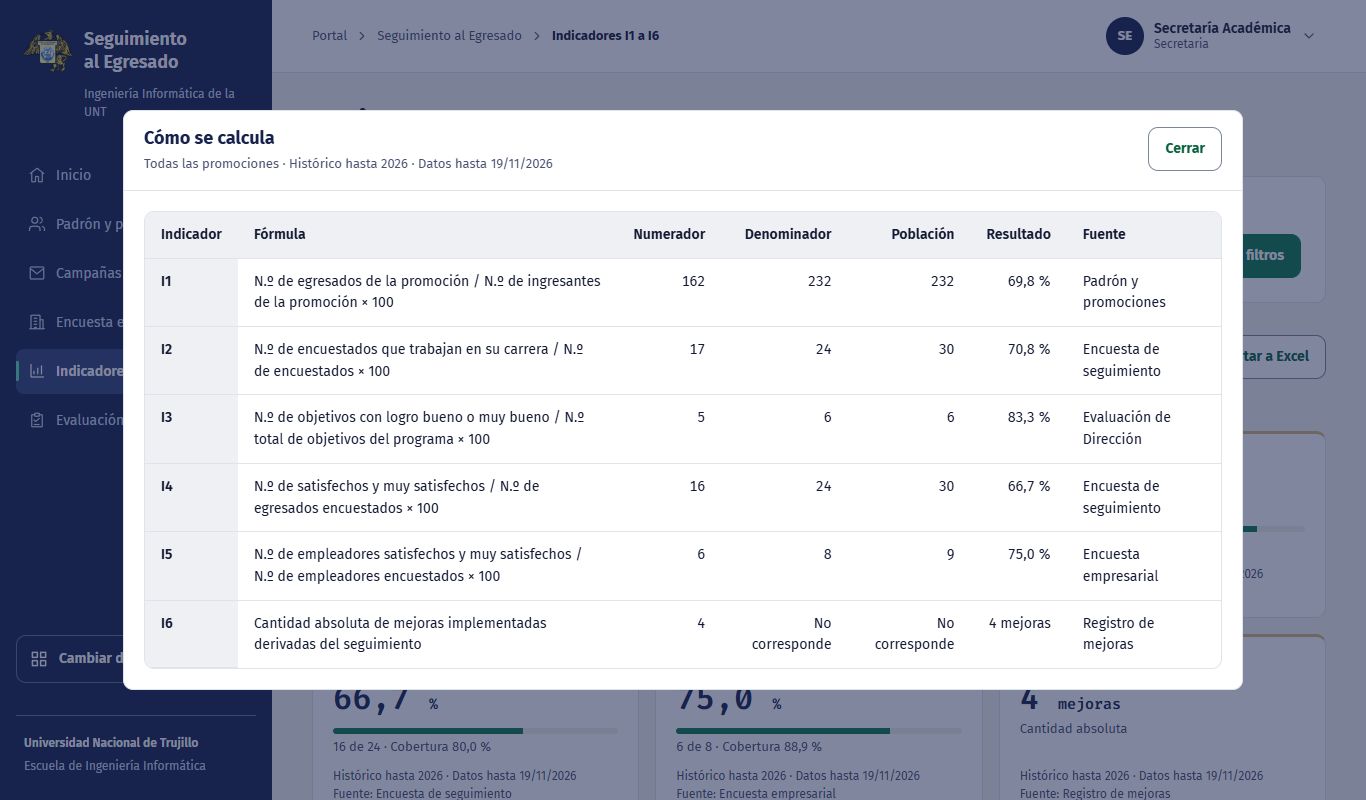 Seguimiento
al Egresado
Ingeniería Informática de la
UNT
Portal > Seguimiento al Egresado > Indicadores I1 a I6
SE
Secretaría Académica
Secretaria
Inicio
Padrón y p
Campañas
Encuesta e
Indicadore
Evaluación
Cambiar d
Universidad Nacional de Trujillo
Escuela de Ingeniería Informática
Cómo se calcula
Todas las promociones · Histórico hasta 2026 · Datos hasta 19/11/2026
Cerrar
Indicador Fórmula Numerador Denominador Población Resultado Fuente
I1 N.º de egresados de la promoción / N.º de ingresantes 162 232 232 69,8 % Padrón y
de la promoción × 100 promociones
I2 N.º de encuestados que trabajan en su carrera / N.º 17 24 30 70,8 % Encuesta de
de encuestados × 100 seguimiento
I3 N.º de objetivos con logro bueno o muy bueno / N.º 5 6 6 83,3 % Evaluación de
total de objetivos del programa × 100 Dirección
I4 N.º de satisfechos y muy satisfechos / N.º de 16 24 30 66,7 % Encuesta de
egresados encuestados × 100 seguimiento
I5 N.º de empleadores satisfechos y muy satisfechos / 6 8 9 75,0 % Encuesta
N.º de empleadores encuestados × 100 empresarial
I6 Cantidad absoluta de mejoras implementadas 4 No No 4 mejoras Registro de
derivadas del seguimiento corresponde corresponde mejoras
filtros
tar a Excel
2026
66,7 %
16 de 24 · Cobertura 80,0 %
Histórico hasta 2026 · Datos hasta 19/11/2026
Fuente: Encuesta de seguimiento
75,0 %
6 de 8 · Cobertura 88,9 %
Histórico hasta 2026 · Datos hasta 19/11/2026
Fuente: Encuesta empresarial
4 mejoras
Cantidad absoluta
Histórico hasta 2026 · Datos hasta 19/11/2026
Fuente: Registro de mejoras